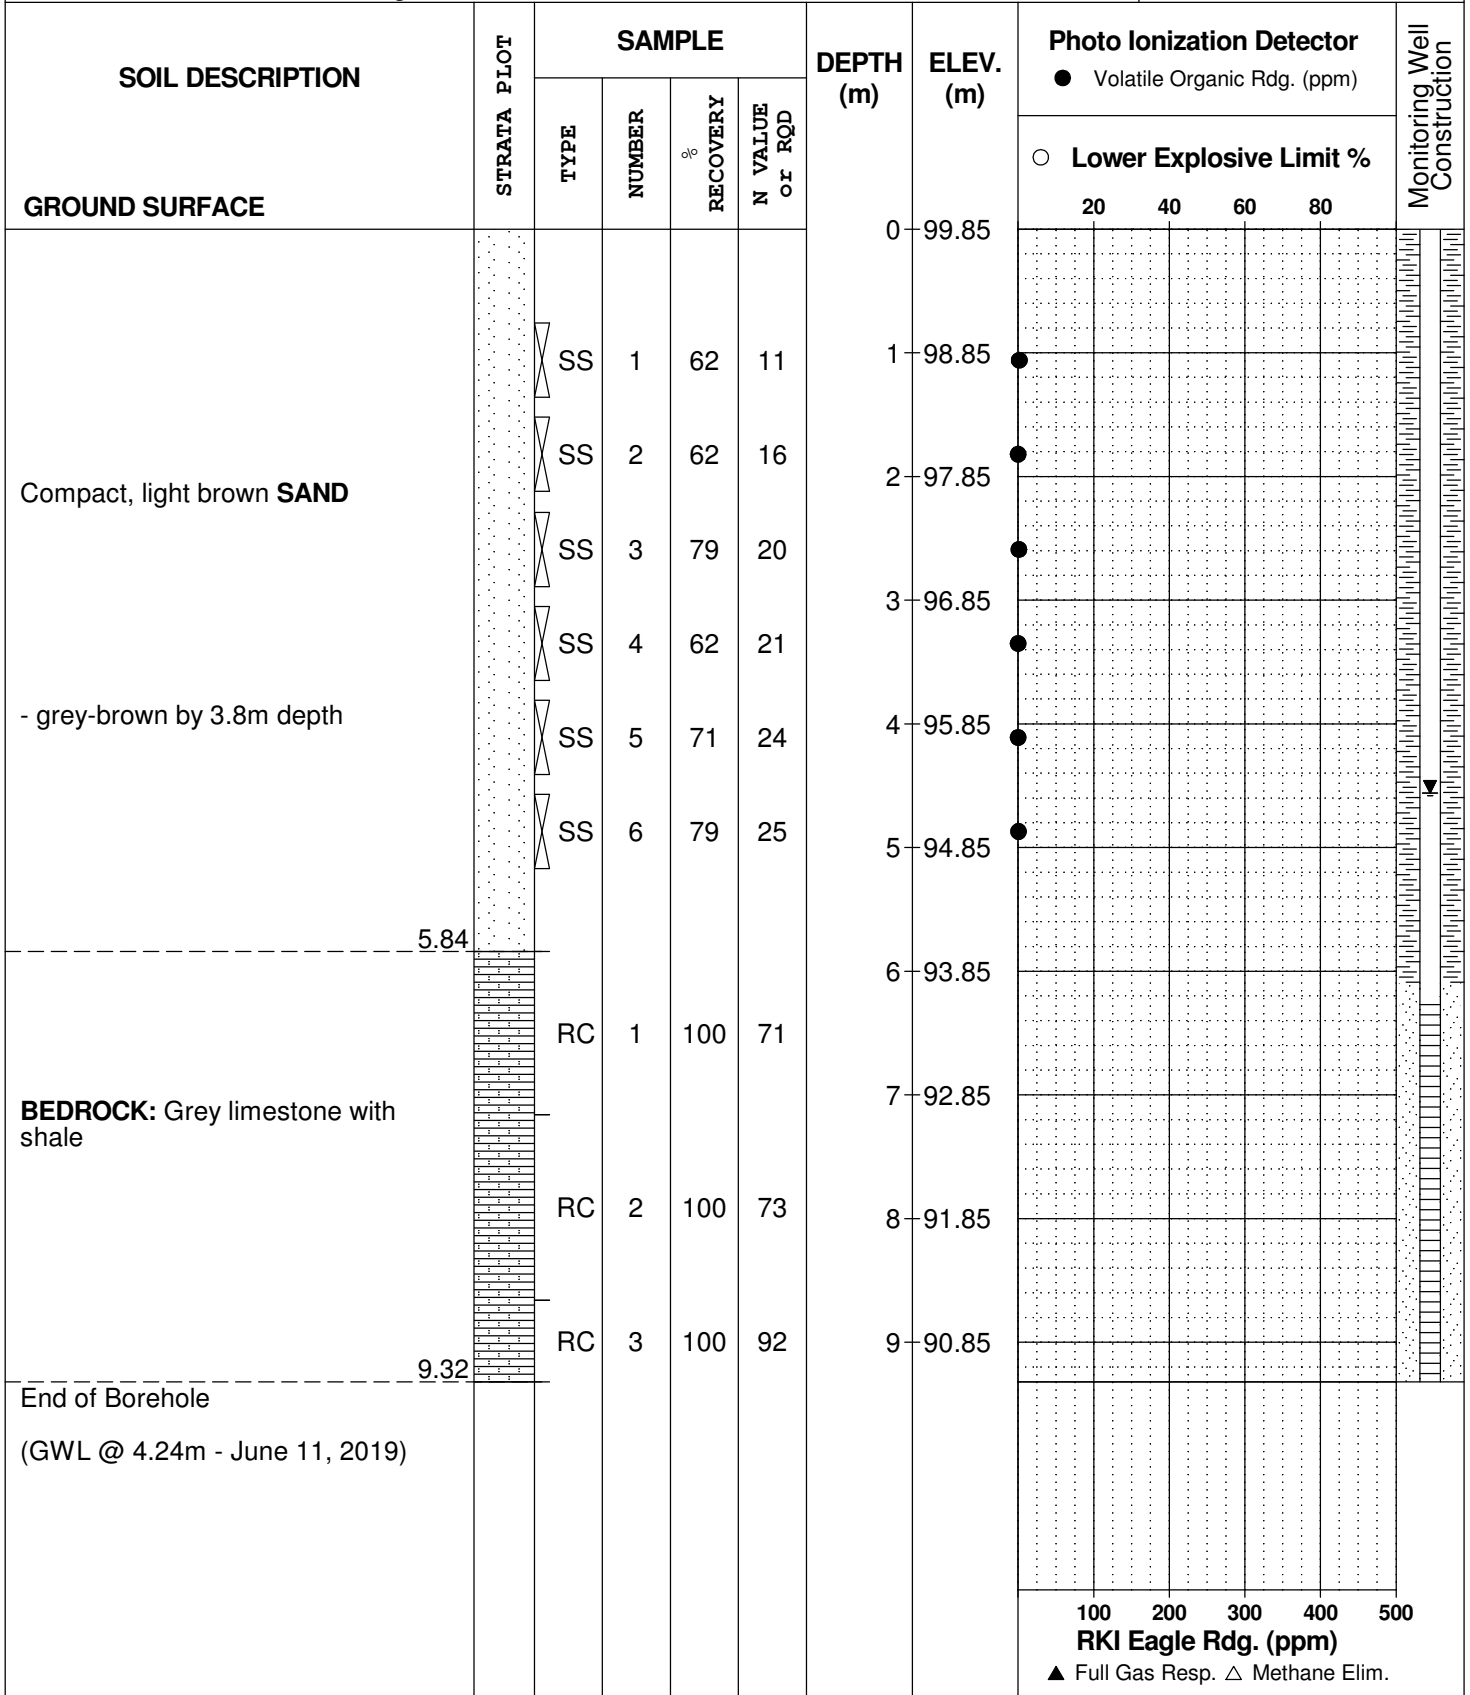 SOIL DESCRIPTION
GROUND SURFACE
STRATA PLOT
SAMPLE
TYPE
NUMBER
%
RECOVERY
N VALUE
or RQD
DEPTH
(m)
ELEV.
(m)
Photo Ionization Detector
● Volatile Organic Rdg. (ppm)
○ Lower Explosive Limit %
20 40 60 80
Monitoring Well
Construction
0 99.85
SS 1 62 11
1 98.85
SS 2 62 16
2 97.85
Compact, light brown SAND
SS 3 79 20
3 96.85
SS 4 62 21
- grey-brown by 3.8m depth
4 95.85
SS 5 71 24
SS 6 79 25
5 94.85
5.84
6 93.85
RC 1 100 71
7 92.85
BEDROCK: Grey limestone with
shale
RC 2 100 73
8 91.85
RC 3 100 92
9 90.85
9.32
End of Borehole
(GWL @ 4.24m - June 11, 2019)
100 200 300 400 500
RKI Eagle Rdg. (ppm)
▲ Full Gas Resp. △ Methane Elim.